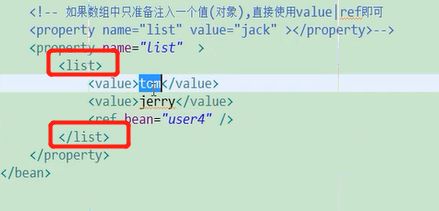 <!-- 如果数组中只准备注入一个值(对象),直接使用value|ref即可
<property name="list" value="jack" ></property>-->
<property name="list" >
<list>
<value>tom</value>
<value>jerry</value>
<ref bean="user4" />
</list>
</property>
</bean>